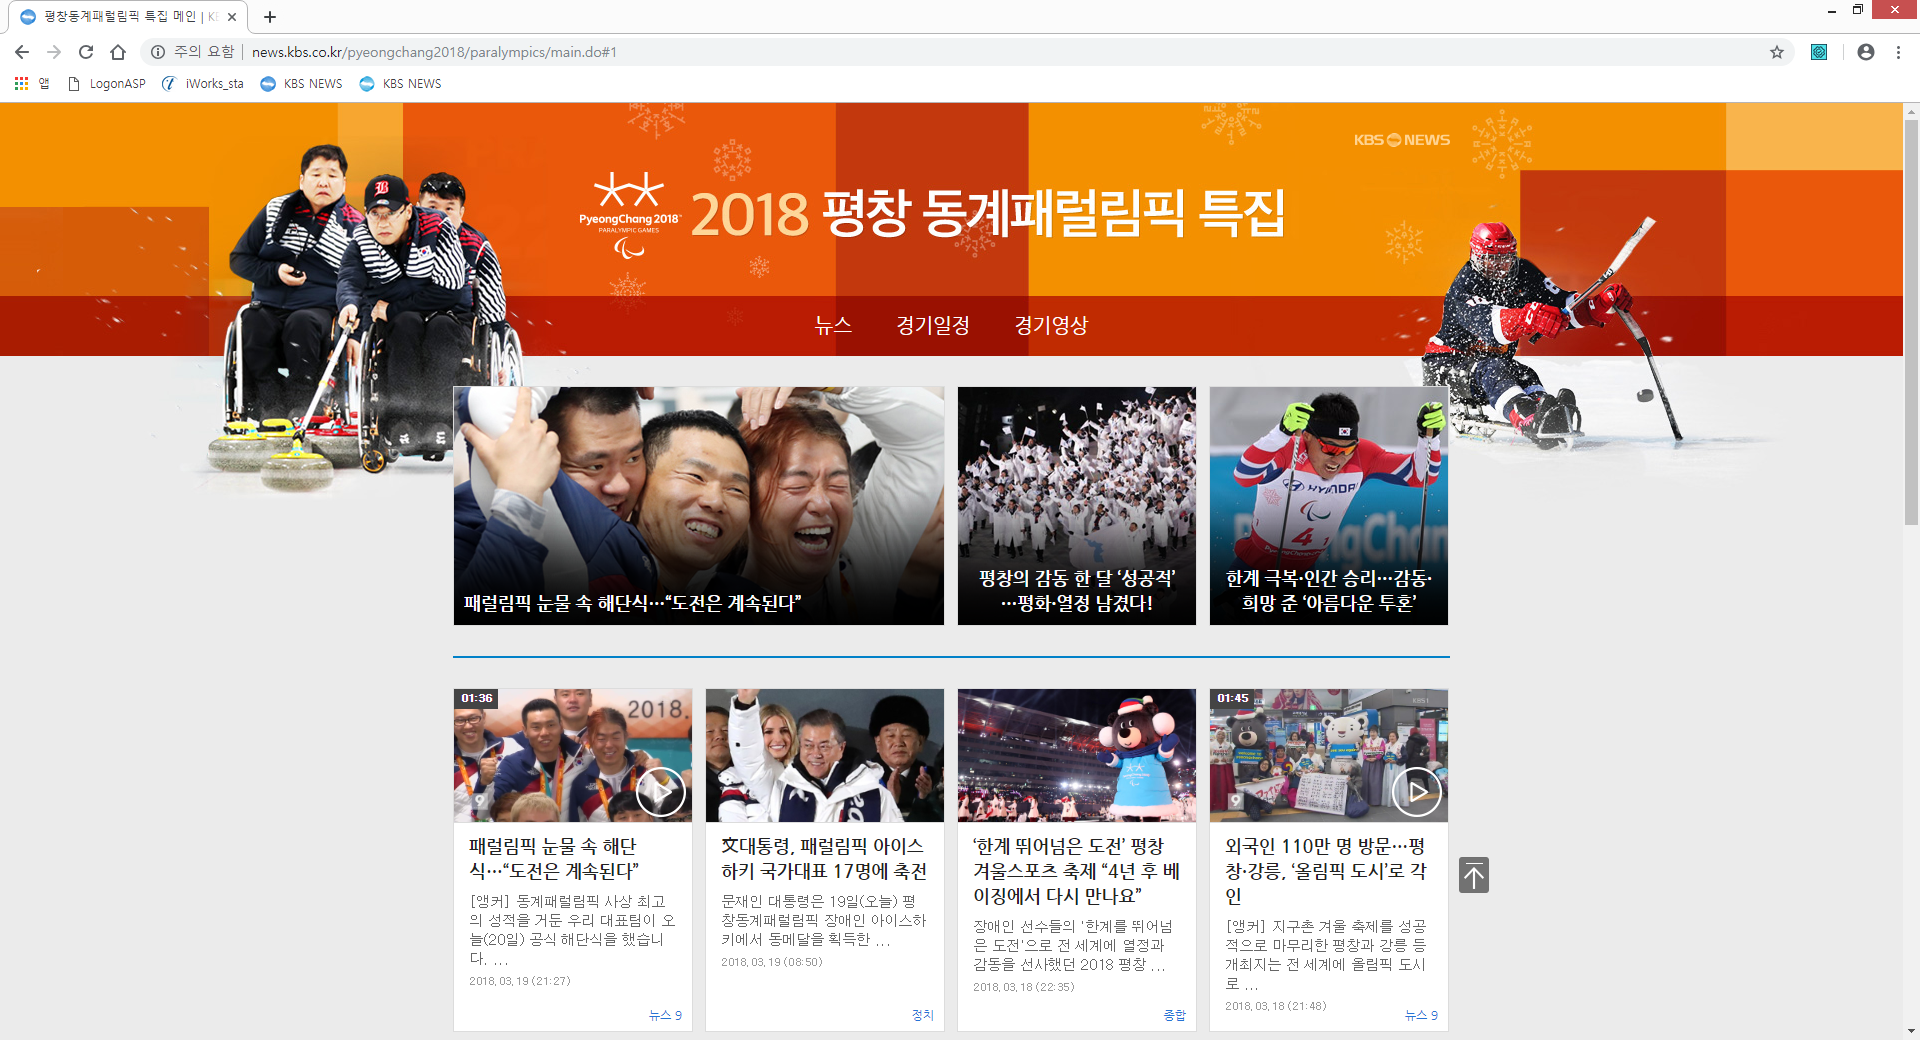 평창동계패럴림픽 특집 메인 | KB
주의 요함 | news.kbs.co.kr/pyeongchang2018/paralympics/main.do#1
앱 LogonASP iWorks_sta KBS NEWS KBS NEWS
KBS NEWS
PyeongChang 2018
PARALYMPIC GAMES
2018 평창 동계패럴림픽 특집
뉴스 경기일정 경기영상
패럴림픽 눈물 속 해단식…“도전은 계속된다”
평창의 감동 한 달 ‘성공적’
…평화·열정 남겼다!
HYUNDAI
4
한계 극복·인간 승리…감동·
희망 준 ‘아름다운 투혼’
01:36
2018.
9
패럴림픽 눈물 속 해단
식…“도전은 계속된다”
[앵커] 동계패럴림픽 사상 최고
의 성적을 거둔 우리 대표팀이 오
늘(20일) 공식 해단식을 했습니
다. ...
2018.03.19 (21:27)
뉴스 9
文대통령, 패럴림픽 아이스
하키 국가대표 17명에 축전
문재인 대통령은 19일(오늘) 평
창동계패럴림픽 장애인 아이스하
키에서 동메달을 획득한 ...
2018.03.19 (08:50)
정치
‘한계 뛰어넘은 도전’ 평창
겨울스포츠 축제 “4년 후 베
이징에서 다시 만나요”
장애인 선수들의 '한계를 뛰어넘
은 도전'으로 전 세계에 열정과
감동을 선사했던 2018 평창 ...
2018.03.18 (22:35)
종합
01:45
9
외국인 110만 명 방문…평
창·강릉, ‘올림픽 도시’로 각
인
[앵커] 지구촌 겨울 축제를 성공
적으로 마무리한 평창과 강릉 등
개최지는 전 세계에 올림픽 도시
로 ...
2018.03.18 (21:48)
뉴스 9